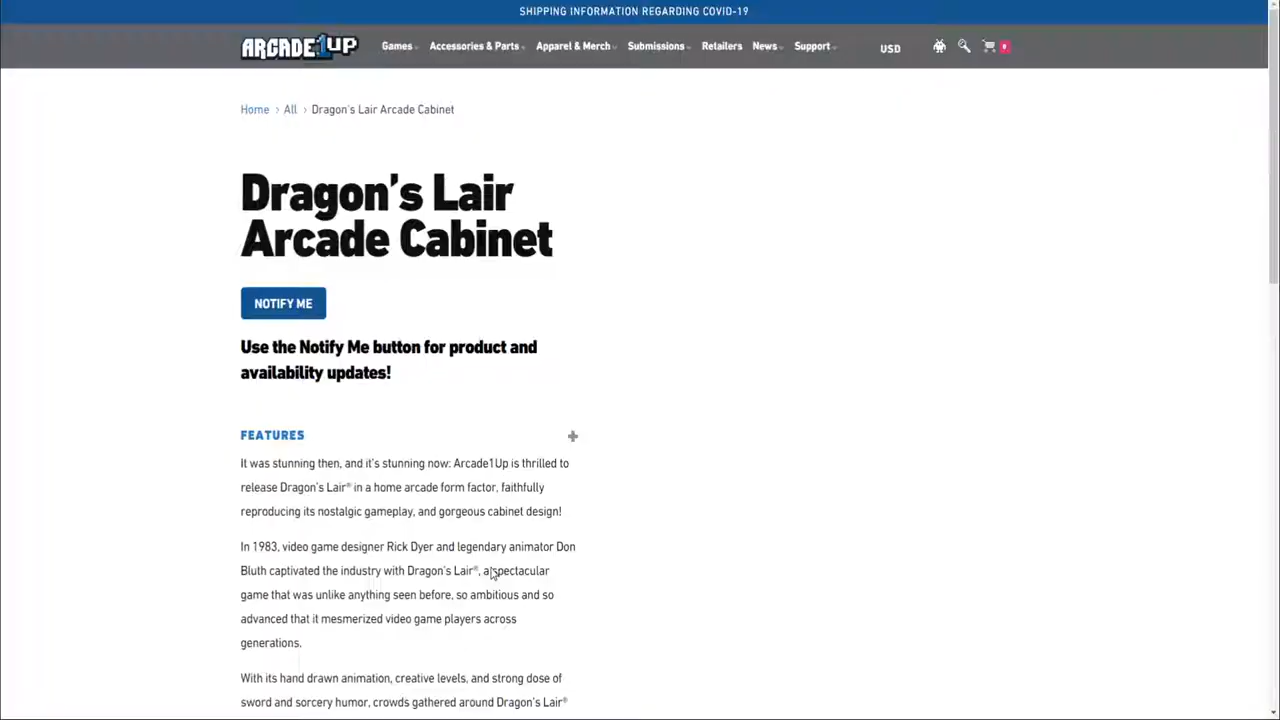 SHIPPING INFORMATION REGARDING COVID-19
ARCADE1UP Games Accessories & Parts Apparel & Merch Submissions Retailers News Support USD 0
Home › All › Dragon's Lair Arcade Cabinet
Dragon's Lair
Arcade Cabinet
NOTIFY ME
Use the Notify Me button for product and
availability updates!
FEATURES +
It was stunning then, and it's stunning now: Arcade1Up is thrilled to
release Dragon's Lair® in a home arcade form factor, faithfully
reproducing its nostalgic gameplay, and gorgeous cabinet design!
In 1983, video game designer Rick Dyer and legendary animator Don
Bluth captivated the industry with Dragon's Lair®, a spectacular
game that was unlike anything seen before, so ambitious and so
advanced that it mesmerized video game players across
generations.
With its hand drawn animation, creative levels, and strong dose of
sword and sorcery humor, crowds gathered around Dragon's Lair®